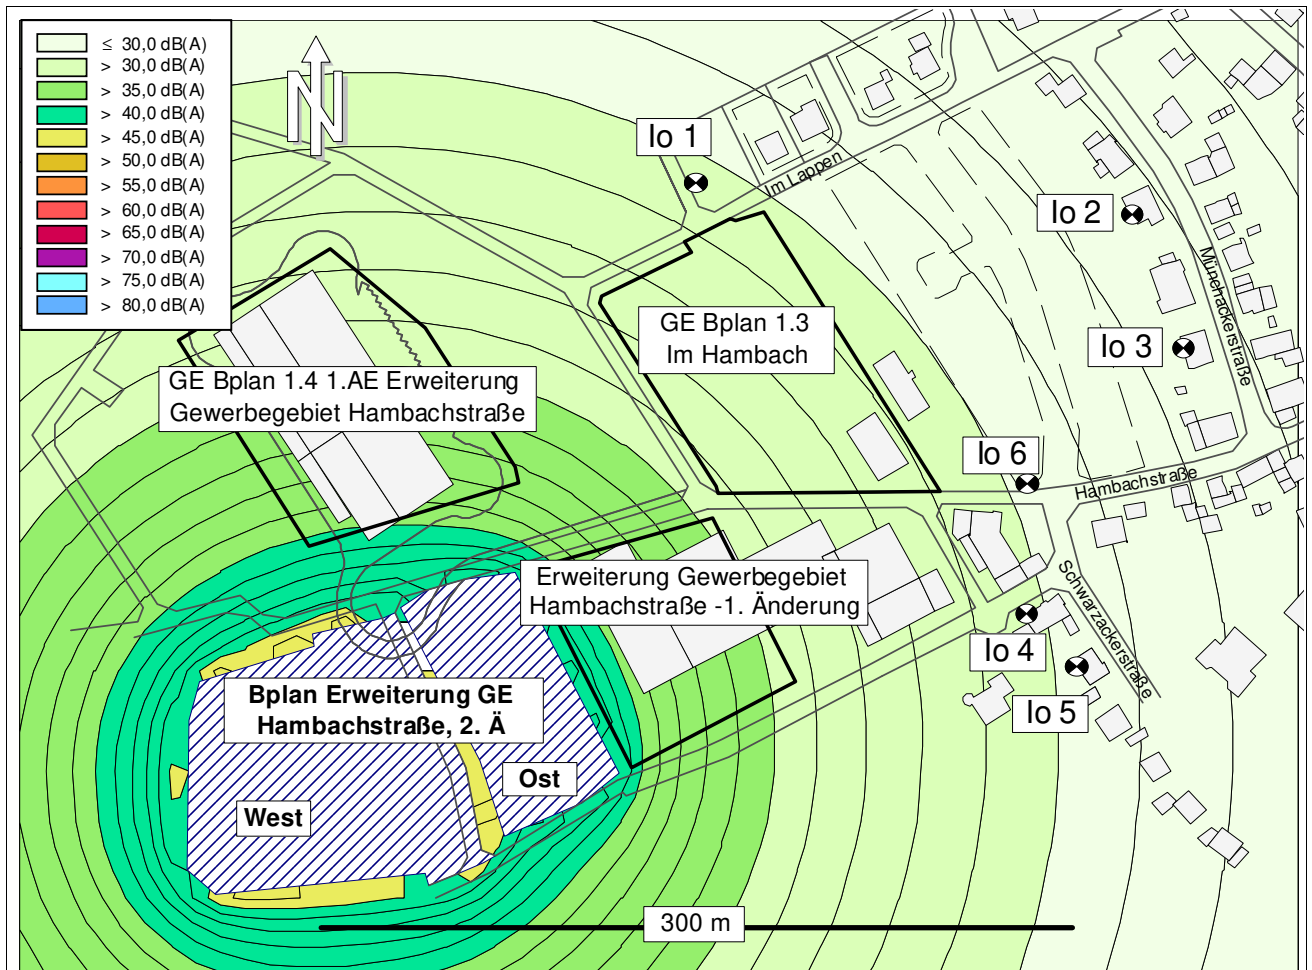 ≤ 30,0 dB(A)
> 30,0 dB(A)
> 35,0 dB(A)
> 40,0 dB(A)
> 45,0 dB(A)
> 50,0 dB(A)
> 55,0 dB(A)
> 60,0 dB(A)
> 65,0 dB(A)
> 70,0 dB(A)
> 75,0 dB(A)
> 80,0 dB(A)
N
Io 1
Im Lappen
Io 2
Münchackerstraße
GE Bplan 1.3
Im Hambach
Io 3
GE Bplan 1.4 1.AE Erweiterung
Gewerbegebiet Hambachstraße
Io 6
Hambachstraße
Erweiterung Gewerbegebiet
Hambachstraße -1. Änderung
Schwarzackerstraße
Io 4
Io 5
Bplan Erweiterung GE
Hambachstraße, 2. Ä
Ost
West
300 m